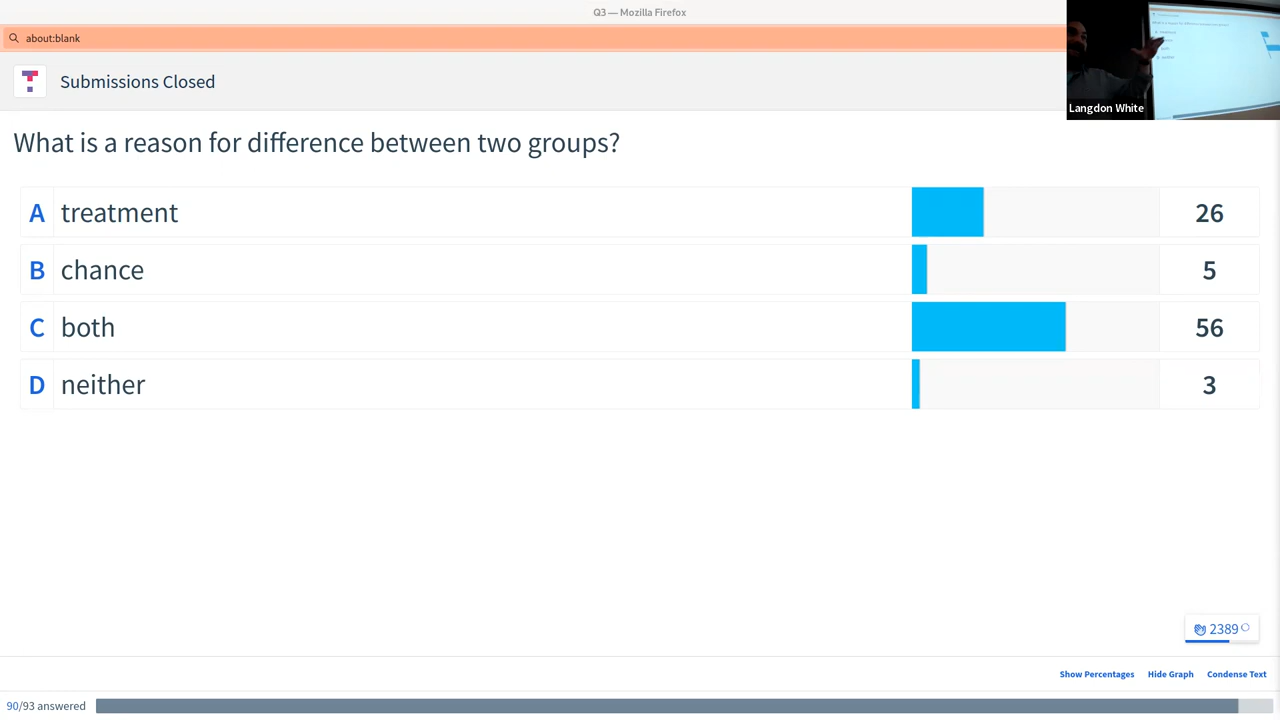 Q3 — Mozilla Firefox
about:blank
Submissions Closed
Langdon White
What is a reason for difference between two groups?
A treatment 26
B chance 5
C both 56
D neither 3
2389
Show Percentages Hide Graph Condense Text
90/93 answered